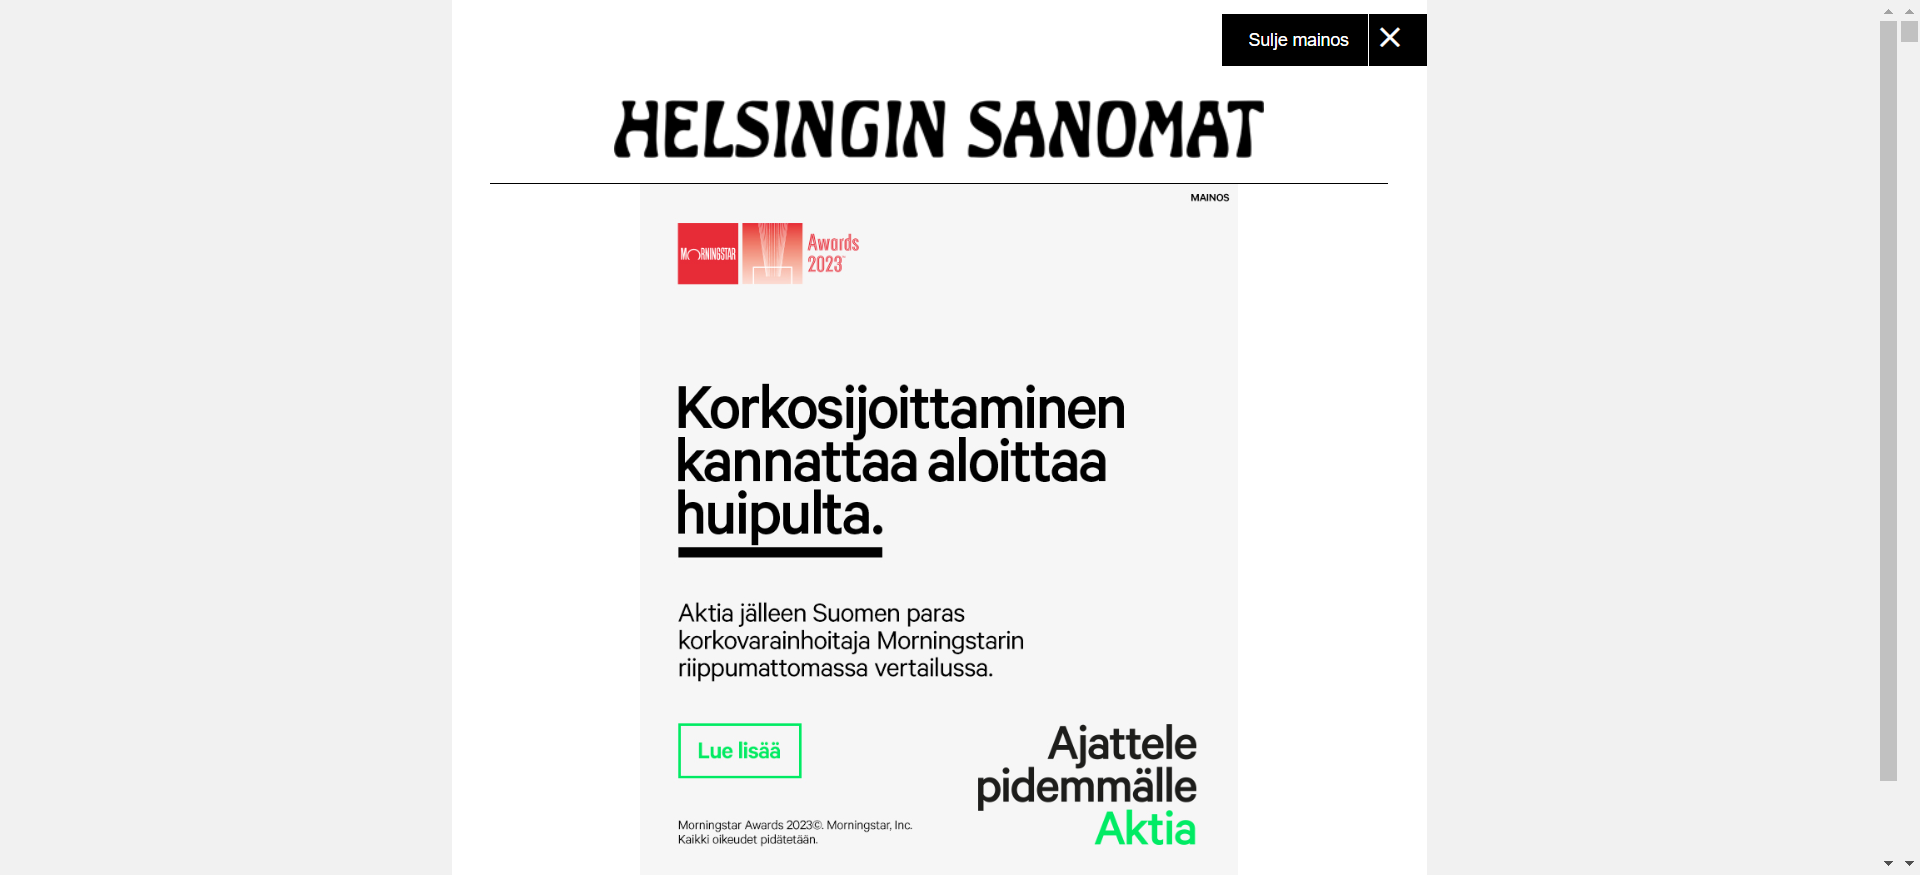 Sulje mainos
HELSINGIN SANOMAT
MAINOS
MORNINGSTAR
Awards
2023
Korkosijoittaminen
kannattaa aloittaa
huipulta.
Aktia jälleen Suomen paras
korkovarainhoitaja Morningstarin
riippumattomassa vertailussa.
Lue lisää
Ajattele
pidemmälle
Aktia
Morningstar Awards 2023©. Morningstar, Inc.
Kaikki oikeudet pidätetään.